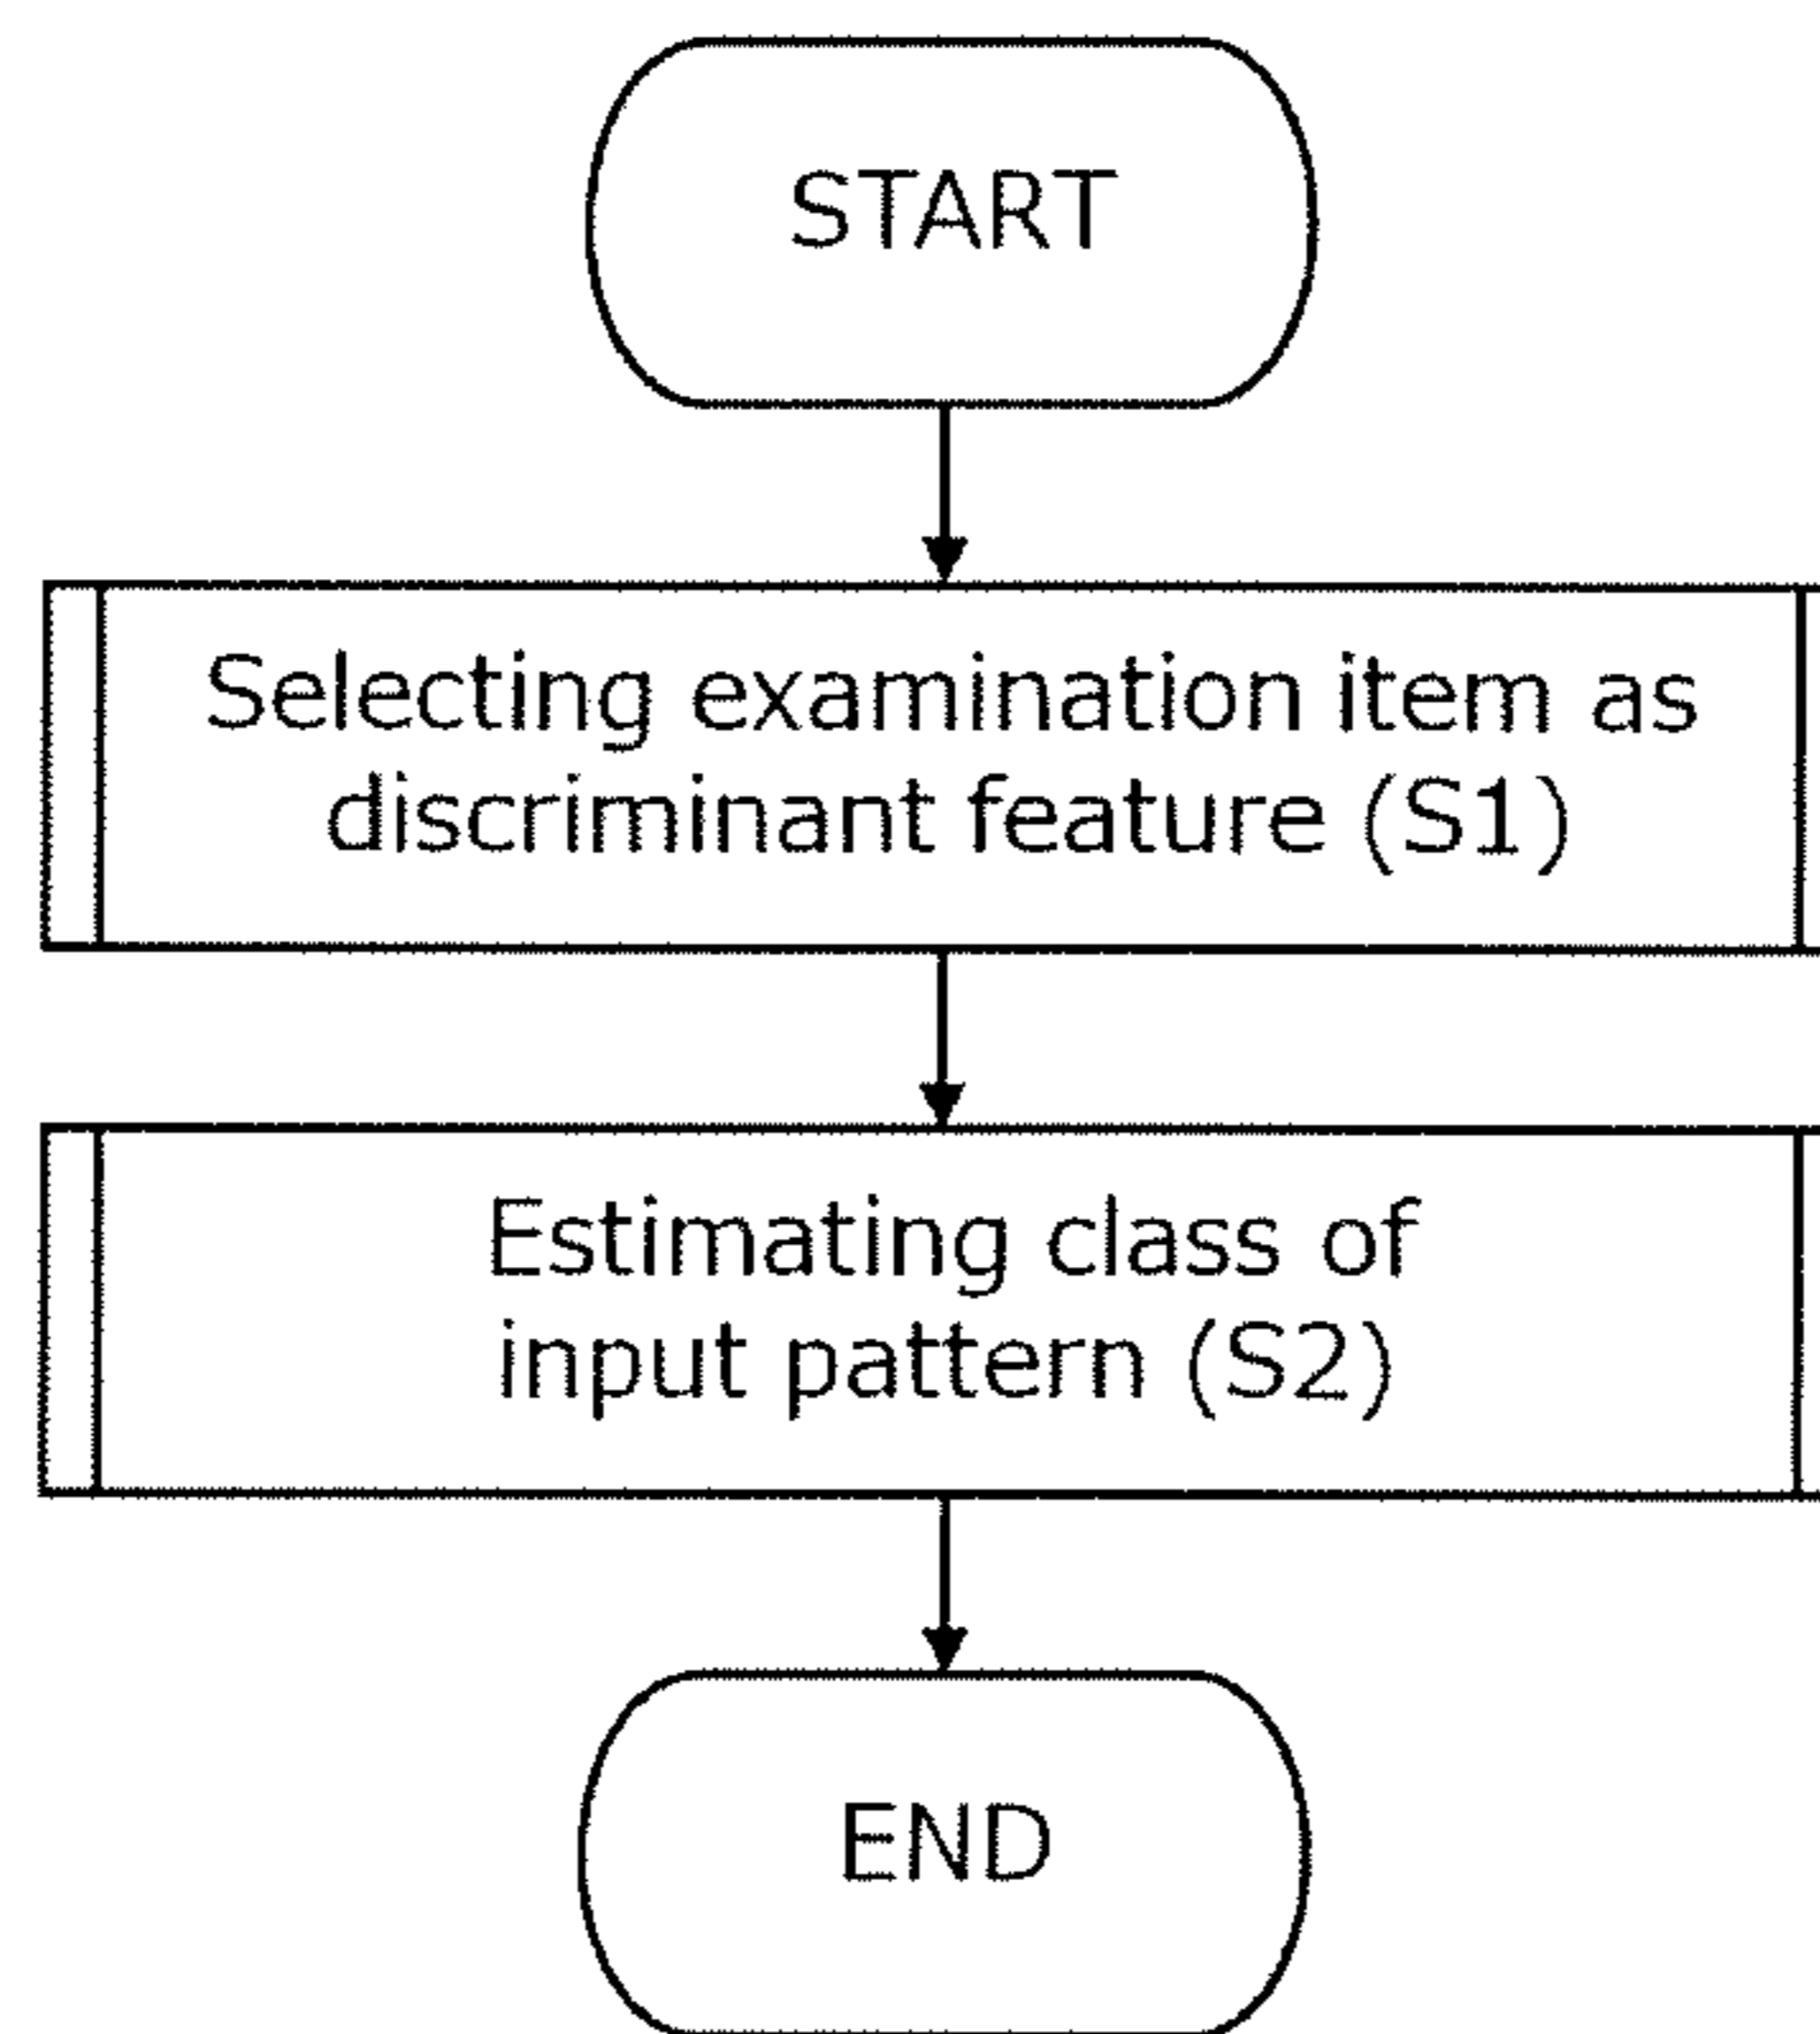 START
Selecting examination item as
discriminant feature (S1)
Estimating class of
input pattern (S2)
END